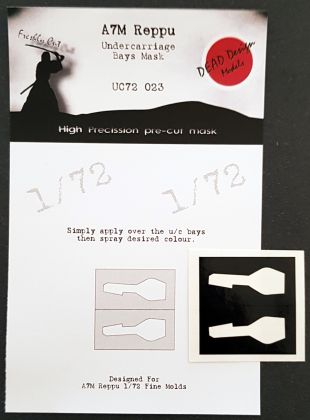 A7M Reppu
Undercarriage
Bays Mask
UC72 023
Freshly Cut
DEAD Design
Models
High Precission pre-cut mask
1/72
1/72
Simply apply over the u/c bays
then spray desired colour.
Designed For
A7M Reppu 1/72 Fine Molds